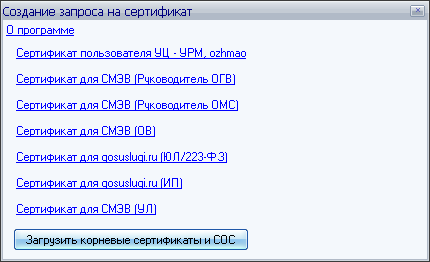 Создание запроса на сертификат
О программе
Сертификат пользователя УЦ - УРМ, ozhmao
Сертификат для СМЭВ (Руководитель ОГВ)
Сертификат для СМЭВ (Руководитель ОМС)
Сертификат для СМЭВ (ОВ)
Сертификат для gosuslugi.ru (ЮЛ/223-ФЗ)
Сертификат для gosuslugi.ru (ИП)
Сертификат для СМЭВ (УЛ)
Загрузить корневые сертификаты и СОС